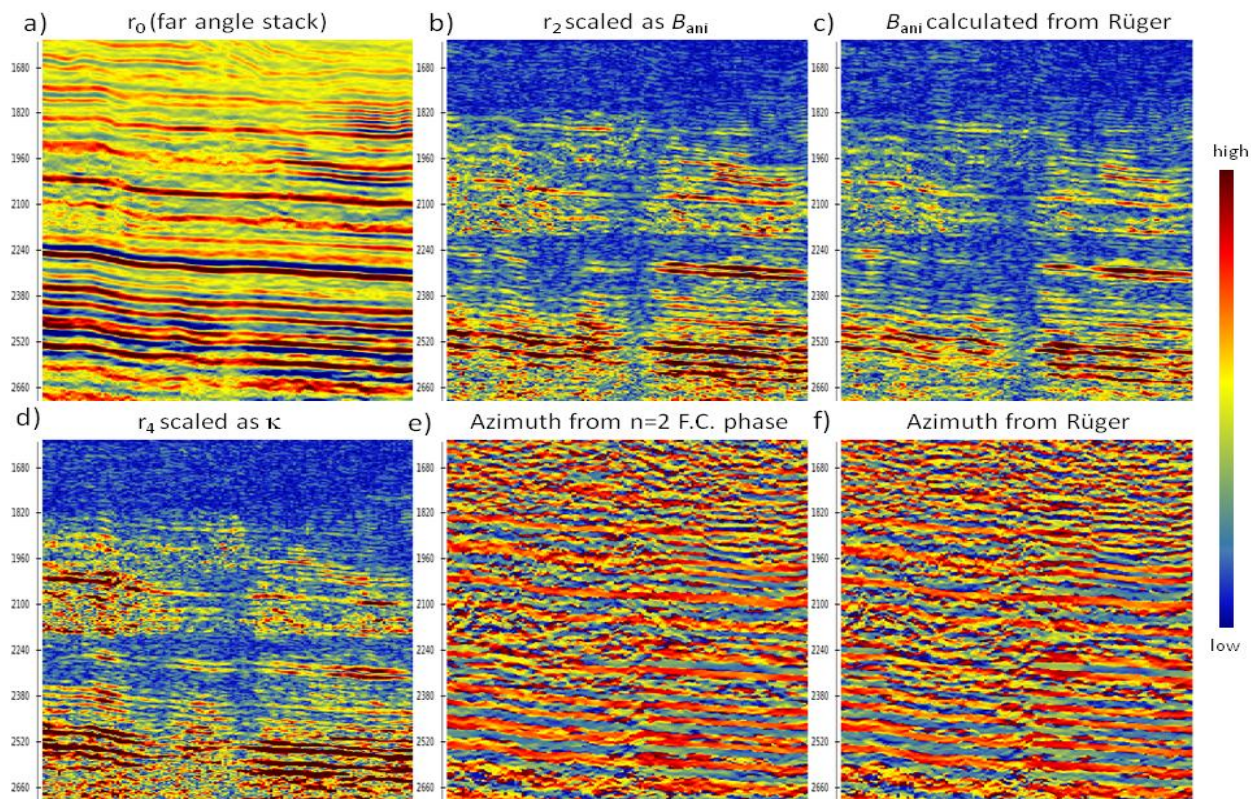 a) r₀ (far angle stack) b) r₂ scaled as Bani c) Bani calculated from Rüger
1680 1680 1680
1820 1820 1820
1960 1960 1960 high
2100 2100 2100
2240 2240 2240
2380 2380 2380
2520 2520 2520
2660 2660 2660
d) r₄ scaled as κ e) Azimuth from n=2 F.C. phase f) Azimuth from Rüger
1680 1680 1680
1820 1820 1820
1960 1960 1960
2100 2100 2100
low
2240 2240 2240
2380 2380 2380
2520 2520 2520
2660 2660 2660